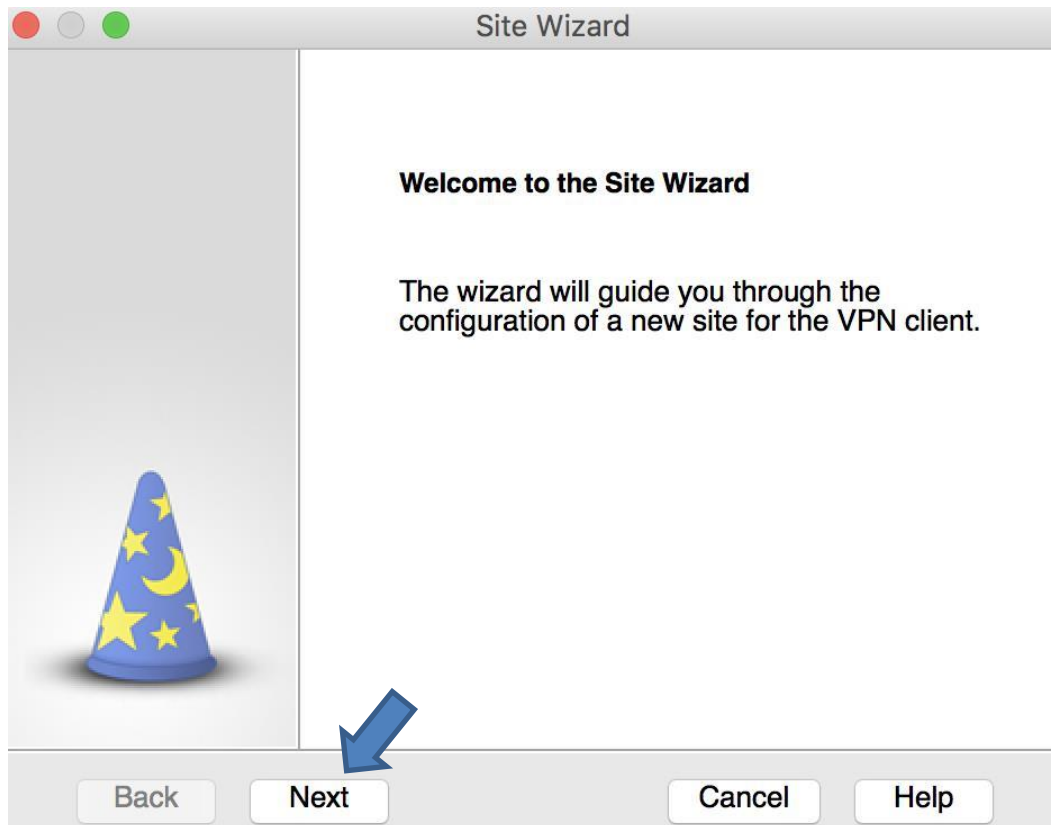 Site Wizard
Welcome to the Site Wizard
The wizard will guide you through the
configuration of a new site for the VPN client.
Back Next Cancel Help